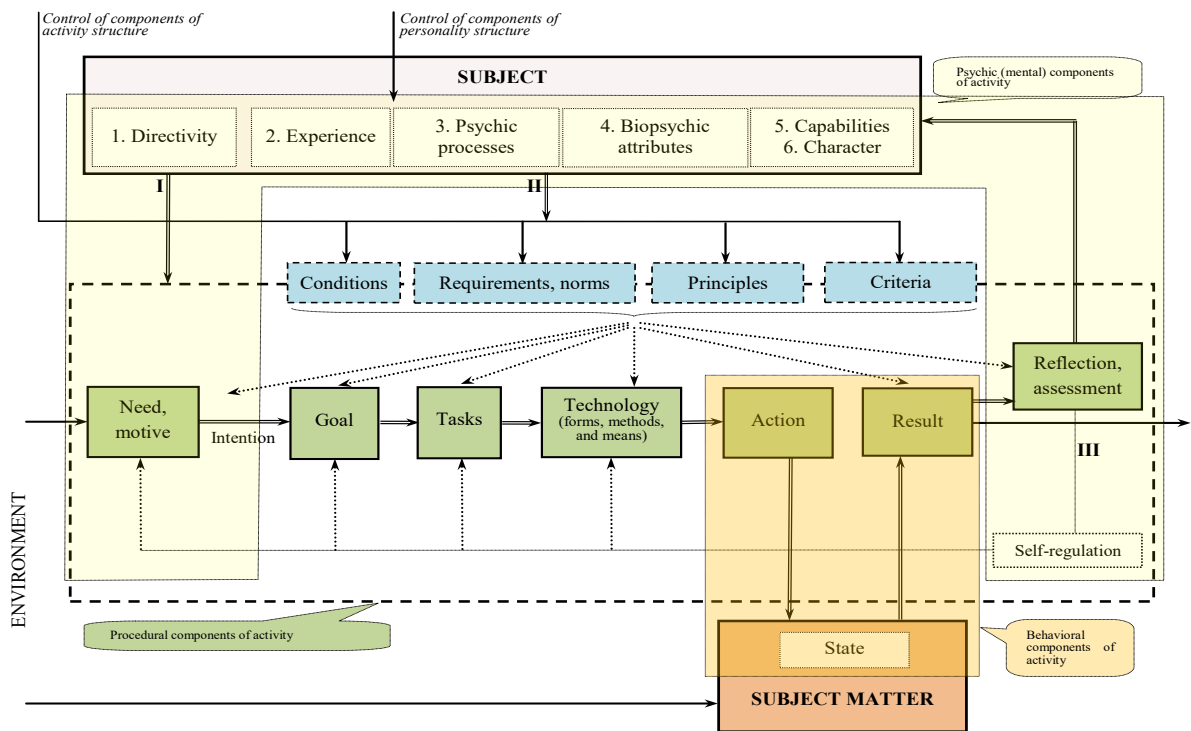 Control of components of
activity structure
Control of components of
personality structure
SUBJECT
Psychic (mental) components
of activity
1. Directivity
2. Experience
3. Psychic
processes
4. Biopsychic
attributes
5. Capabilities
6. Character
I
II
Conditions
Requirements, norms
Principles
Criteria
Reflection,
assessment
Need,
motive
Intention
Goal
Tasks
Technology
(forms, methods,
and means)
Action
Result
III
ENVIRONMENT
Self-regulation
Procedural components of activity
State
Behavioral
components of
activity
SUBJECT MATTER